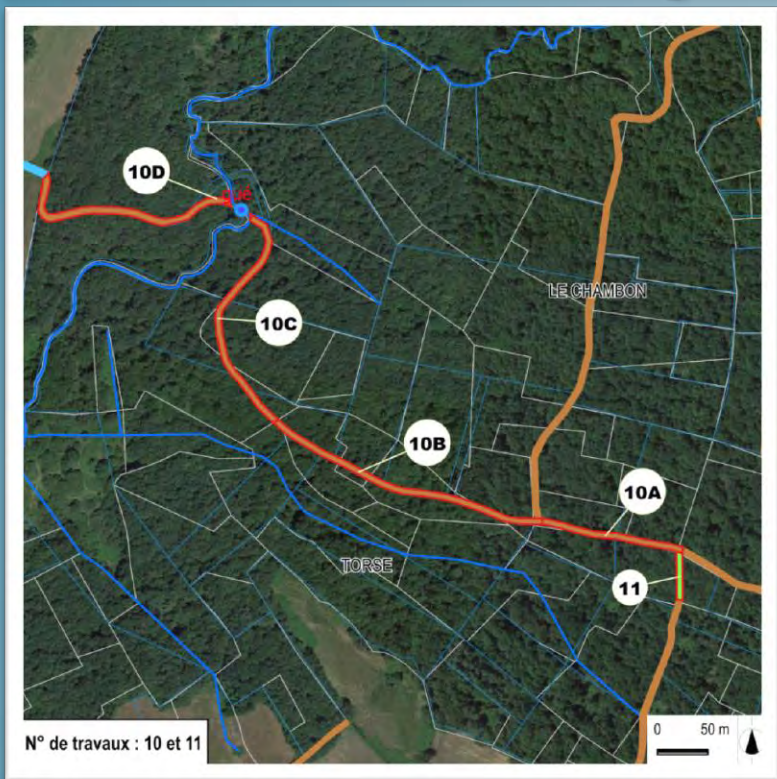 10D
gué
10C
LE CHAMBON
10B
10A
TORSE
11
N° de travaux : 10 et 11
0 50 m